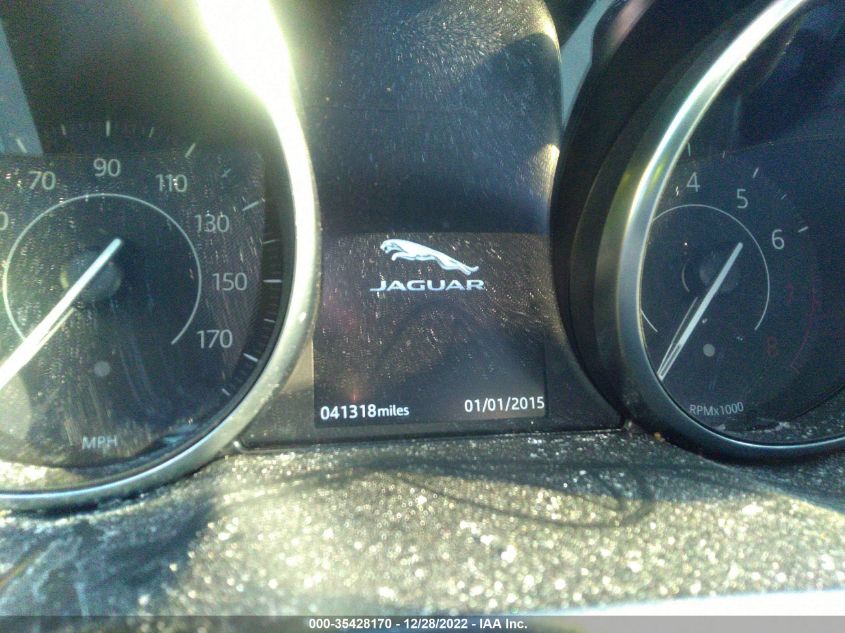 70 90 110 130 150 170
MPH
JAGUAR
041318miles 01/01/2015
4 5 6 7 8
RPMx1000
000-35428170 - 12/28/2022 - IAA Inc.